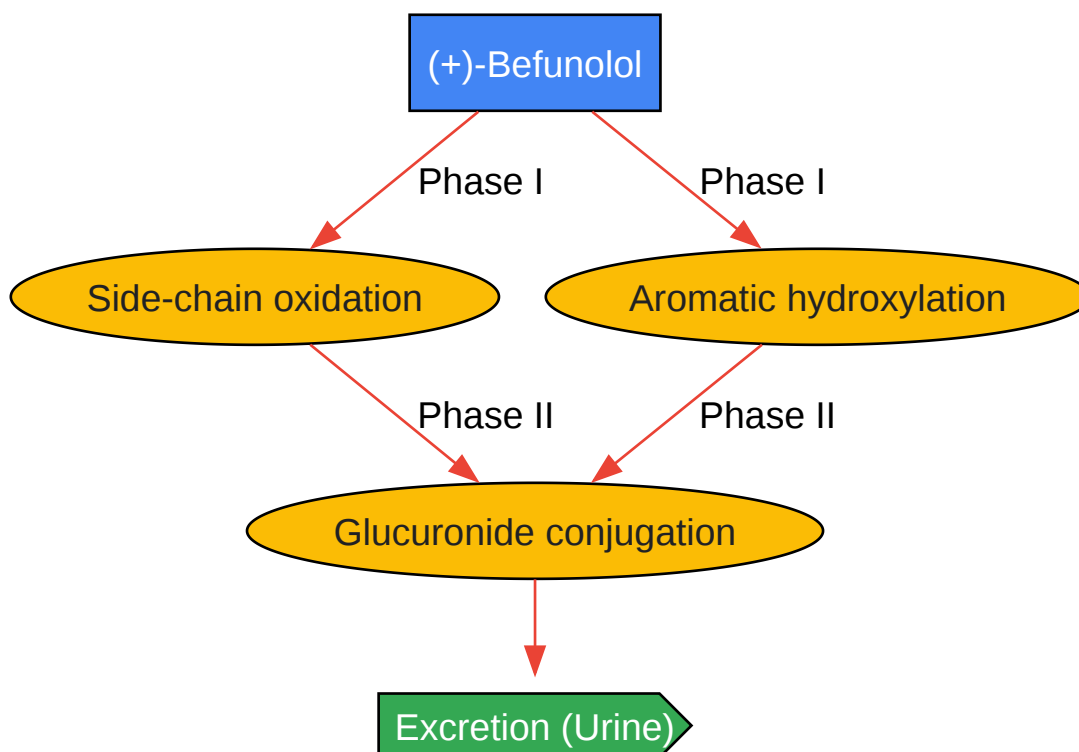 (+)-Befunolol
Phase I
Phase I
Side-chain oxidation
Aromatic hydroxylation
Phase II
Phase II
Glucuronide conjugation
Excretion (Urine)